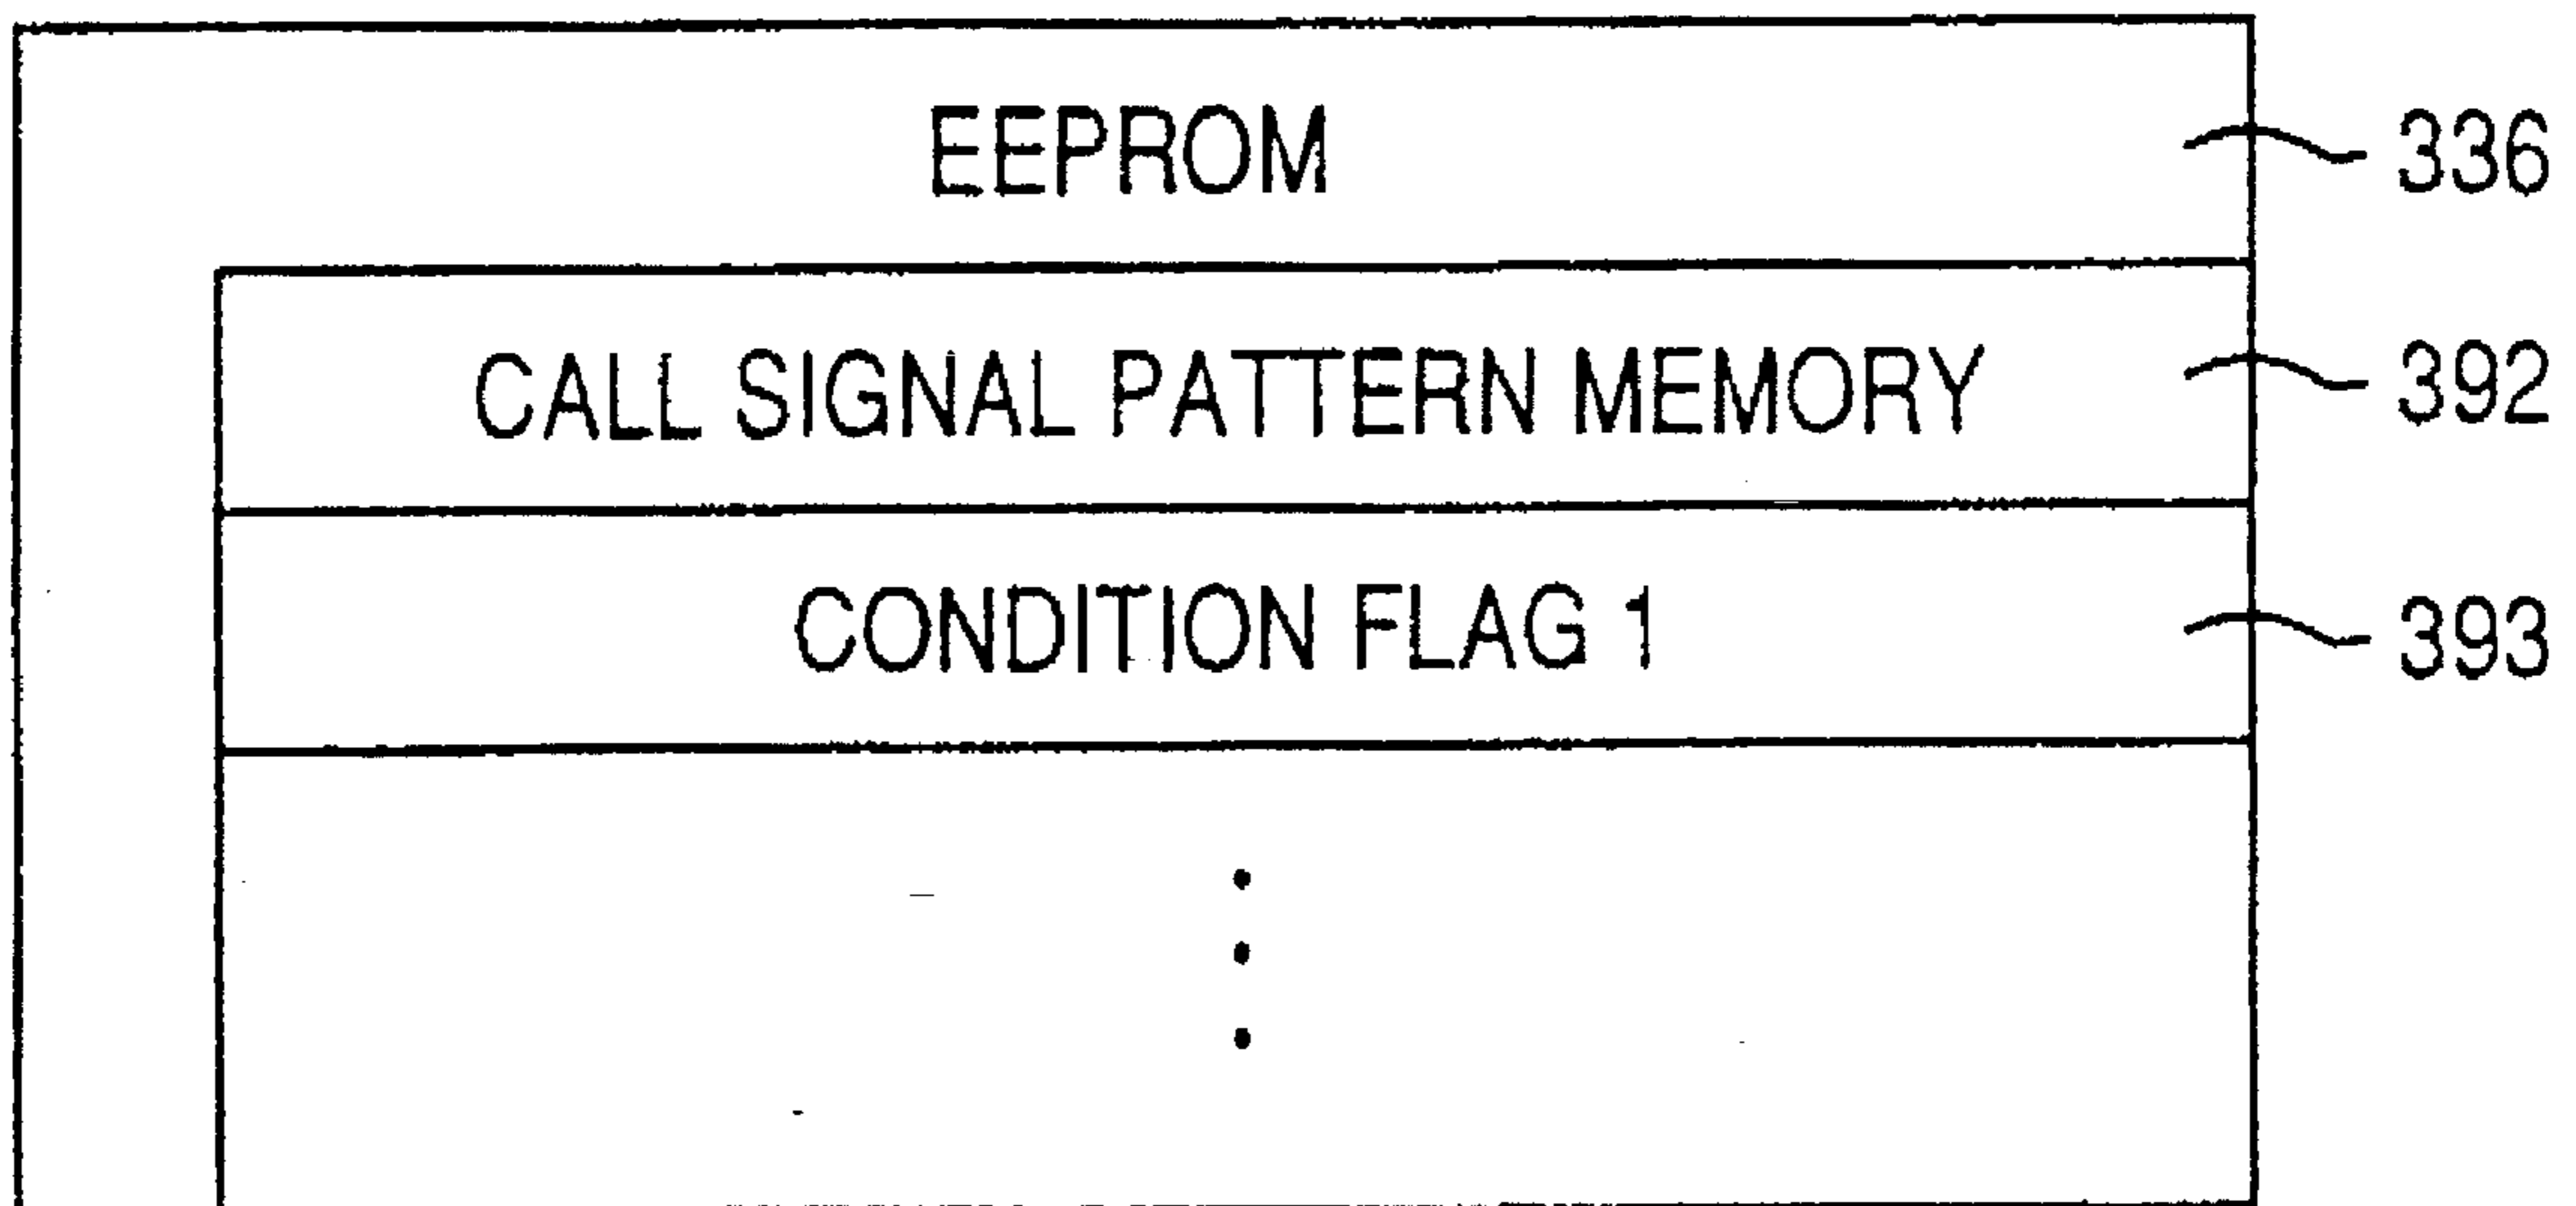 EEPROM 336
CALL SIGNAL PATTERN MEMORY 392
CONDITION FLAG 1 393